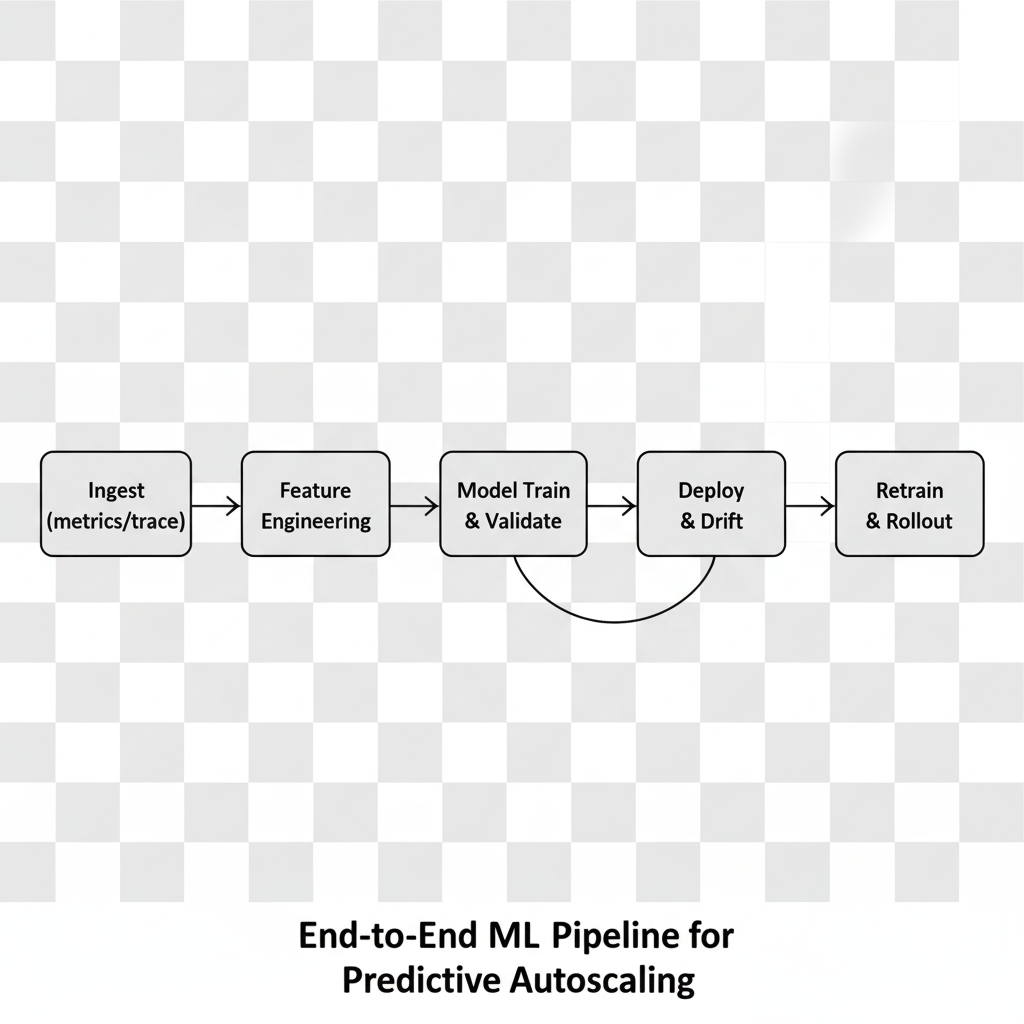 Ingest
(metrics/trace)
Feature
Engineering
Model Train
& Validate
Deploy
& Drift
Retrain
& Rollout
End-to-End ML Pipeline for
Predictive Autoscaling